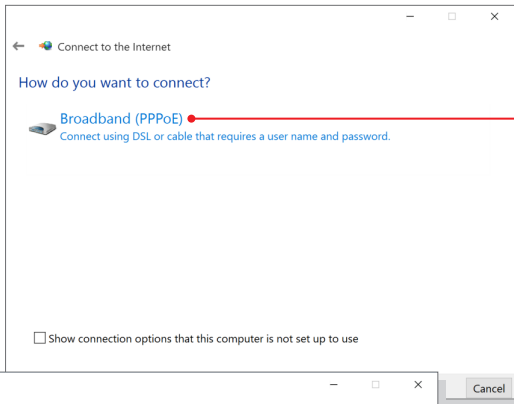 Connect to the Internet
How do you want to connect?
Broadband (PPPoE)
Connect using DSL or cable that requires a user name and password.
Show connection options that this computer is not set up to use
Cancel